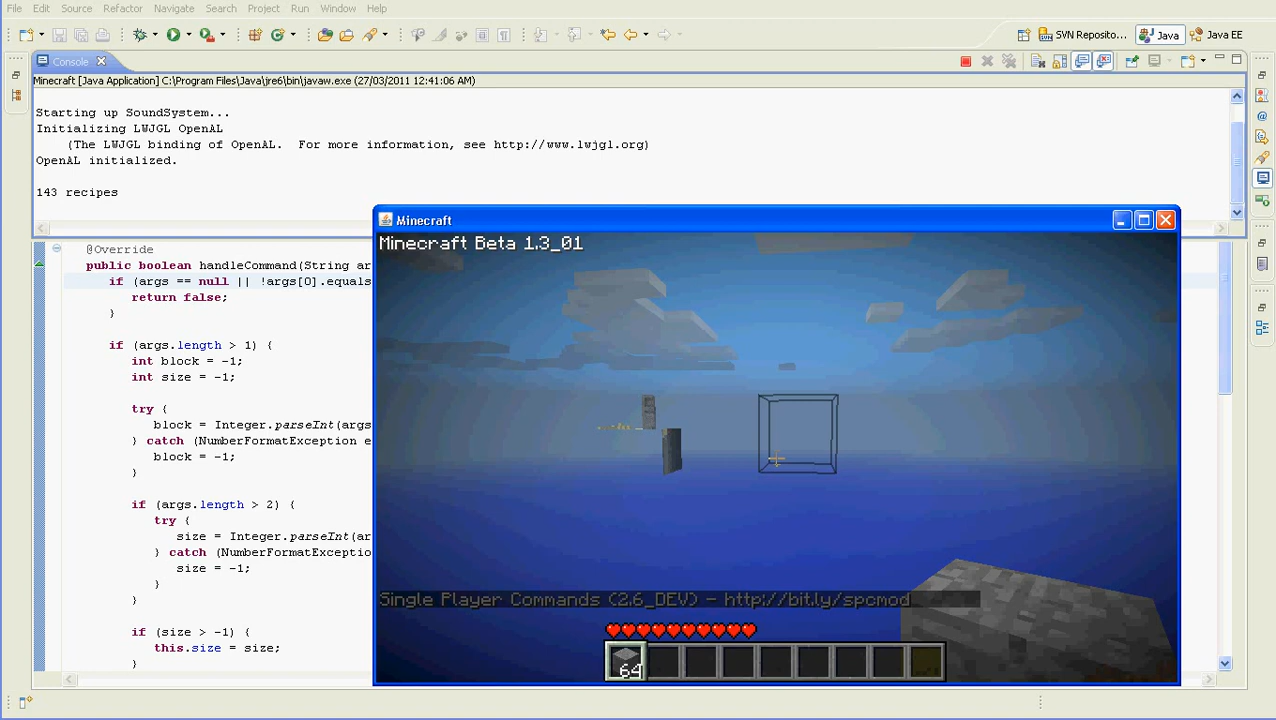 File Edit Source Refactor Navigate Search Project Run Window Help
SVN Reposito... Java Java EE
Console
Minecraft [Java Application] C:\Program Files\Java\jre6\bin\javaw.exe (27/03/2011 12:41:06 AM)
Starting up SoundSystem...
Initializing LWJGL OpenAL
(The LWJGL binding of OpenAL. For more information, see http://www.lwjgl.org)
OpenAL initialized.
143 recipes
Minecraft
Minecraft Beta 1.3_01
@Override
public boolean handleCommand(String ar
if (args == null || !args[0].equals
return false;
}
if (args.length > 1) {
int block = -1;
int size = -1;
try {
block = Integer.parseInt(arg
} catch (NumberFormatException e
block = -1;
}
if (args.length > 2) {
try {
size = Integer.parseInt(ar
} catch (NumberFormatExceptio
size = -1;
}
}
if (size > -1) {
this.size = size;
}
Single Player Commands (2.6_DEV) - http://bit.ly/spcmod
64